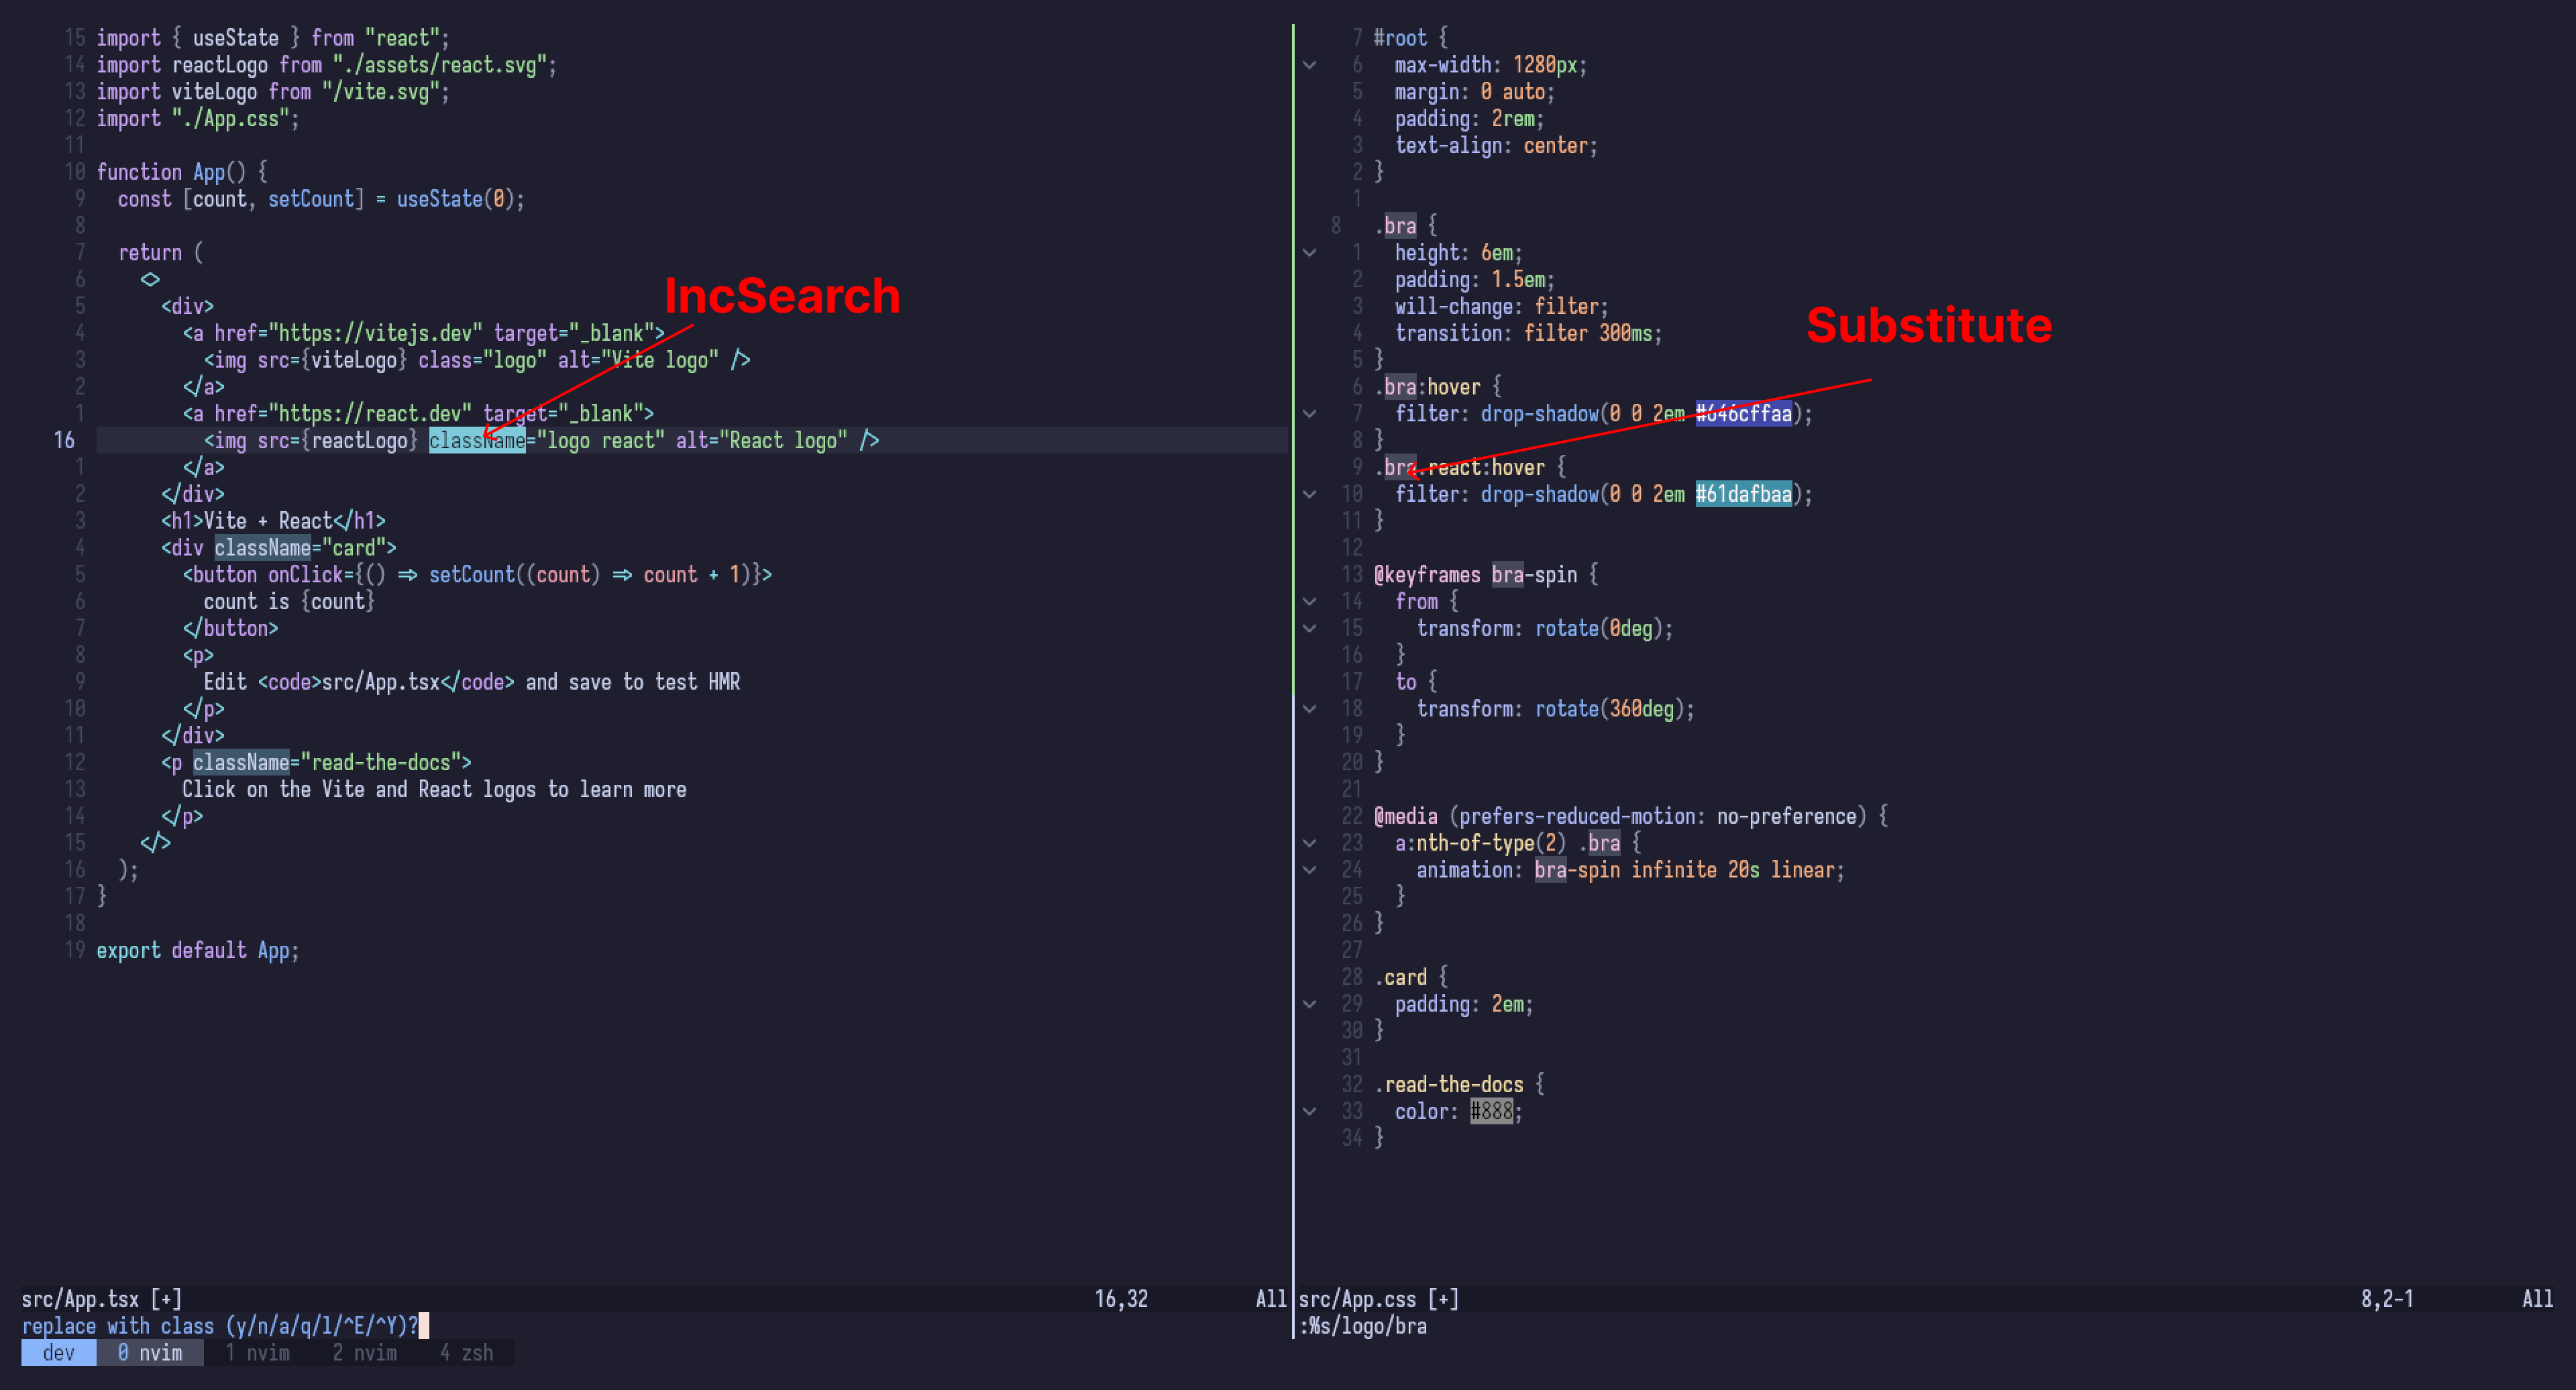 15 import { useState } from "react";
14 import reactLogo from "./assets/react.svg";
13 import viteLogo from "/vite.svg";
12 import "./App.css";
11
10 function App() {
9 const [count, setCount] = useState(0);
8
7 return (
6 <>
5 <div>
IncSearch
4 <a href="https://vitejs.dev" target="_blank">
3 <img src={viteLogo} class="logo" alt="Vite logo" />
2 </a>
1 <a href="https://react.dev" target="_blank">
16 <img src={reactLogo} className="logo react" alt="React logo" />
1 </a>
2 </div>
3 <h1>Vite + React</h1>
4 <div className="card">
5 <button onClick={() => setCount((count) => count + 1)}>
6 count is {count}
7 </button>
8 <p>
9 Edit <code>src/App.tsx</code> and save to test HMR
10 </p>
11 </div>
12 <p className="read-the-docs">
13 Click on the Vite and React logos to learn more
14 </p>
15 </>
16 );
17 }
18
19 export default App;
src/App.tsx [+] 16,32 All
replace with class (y/n/a/q/l/^E/^Y)?
dev 0 nvim 1 nvim 2 nvim 4 zsh
7 #root {
6 max-width: 1280px;
5 margin: 0 auto;
4 padding: 2rem;
3 text-align: center;
2 }
1
8 .bra {
1 height: 6em;
2 padding: 1.5em;
3 will-change: filter;
4 transition: filter 300ms;
Substitute
5 }
6 .bra:hover {
7 filter: drop-shadow(0 0 2em #646cffaa);
8 }
9 .bra.react:hover {
10 filter: drop-shadow(0 0 2em #61dafbaa);
11 }
12
13 @keyframes bra-spin {
14 from {
15 transform: rotate(0deg);
16 }
17 to {
18 transform: rotate(360deg);
19 }
20 }
21
22 @media (prefers-reduced-motion: no-preference) {
23 a:nth-of-type(2) .bra {
24 animation: bra-spin infinite 20s linear;
25 }
26 }
27
28 .card {
29 padding: 2em;
30 }
31
32 .read-the-docs {
33 color: #888;
34 }
src/App.css [+] 8,2-1 All
:%s/logo/bra